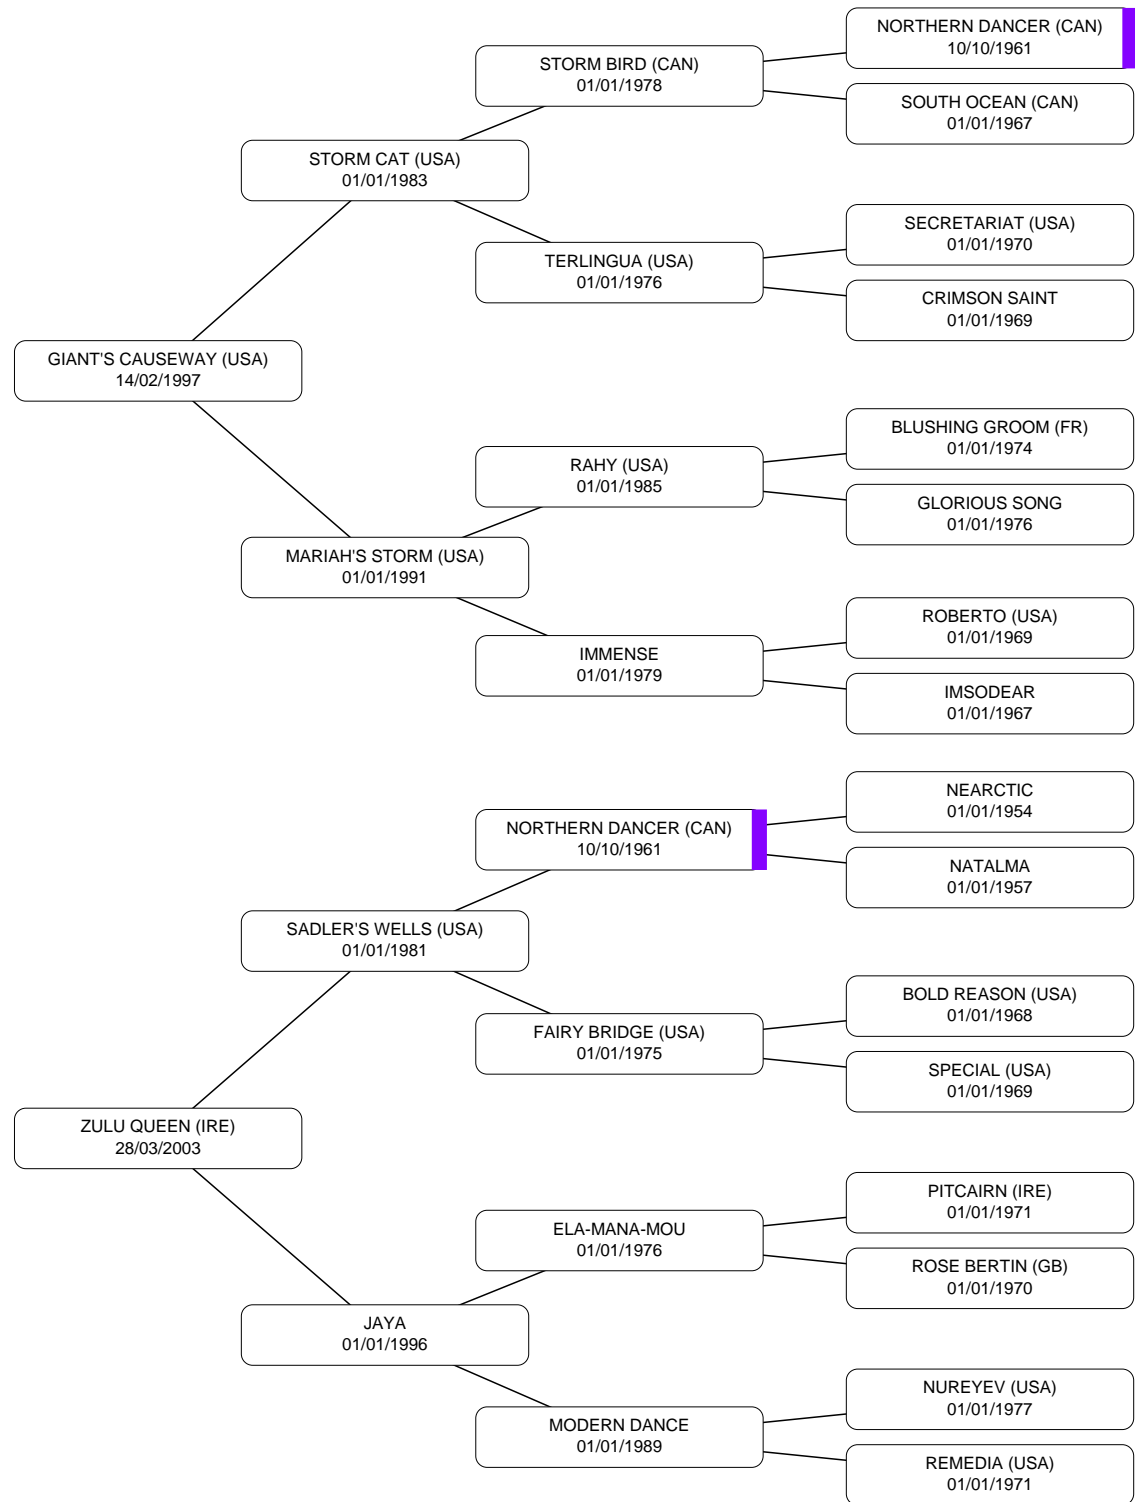 NORTHERN DANCER (CAN)
10/10/1961
STORM BIRD (CAN)
01/01/1978
SOUTH OCEAN (CAN)
01/01/1967
STORM CAT (USA)
01/01/1983
SECRETARIAT (USA)
01/01/1970
TERLINGUA (USA)
01/01/1976
CRIMSON SAINT
01/01/1969
GIANT'S CAUSEWAY (USA)
14/02/1997
BLUSHING GROOM (FR)
01/01/1974
RAHY (USA)
01/01/1985
GLORIOUS SONG
01/01/1976
MARIAH'S STORM (USA)
01/01/1991
ROBERTO (USA)
01/01/1969
IMMENSE
01/01/1979
IMSODEAR
01/01/1967
NEARCTIC
01/01/1954
NORTHERN DANCER (CAN)
10/10/1961
NATALMA
01/01/1957
SADLER'S WELLS (USA)
01/01/1981
BOLD REASON (USA)
01/01/1968
FAIRY BRIDGE (USA)
01/01/1975
SPECIAL (USA)
01/01/1969
ZULU QUEEN (IRE)
28/03/2003
PITCAIRN (IRE)
01/01/1971
ELA-MANA-MOU
01/01/1976
ROSE BERTIN (GB)
01/01/1970
JAYA
01/01/1996
NUREYEV (USA)
01/01/1977
MODERN DANCE
01/01/1989
REMEDIA (USA)
01/01/1971